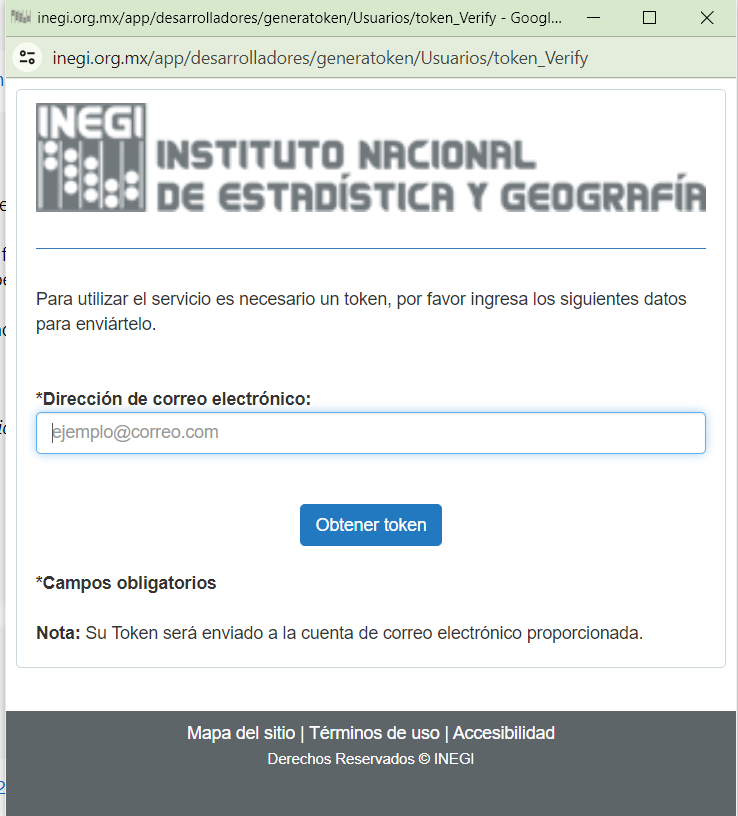 inegi.org.mx/app/desarrolladores/generatoken/Usuarios/token_Verify - Googl...
inegi.org.mx/app/desarrolladores/generatoken/Usuarios/token_Verify
INEGI
INSTITUTO NACIONAL
DE ESTADÍSTICA Y GEOGRAFÍA
Para utilizar el servicio es necesario un token, por favor ingresa los siguientes datos
para enviártelo.
*Dirección de correo electrónico:
ejemplo@correo.com
Obtener token
*Campos obligatorios
Nota: Su Token será enviado a la cuenta de correo electrónico proporcionada.
Mapa del sitio | Términos de uso | Accesibilidad
Derechos Reservados © INEGI